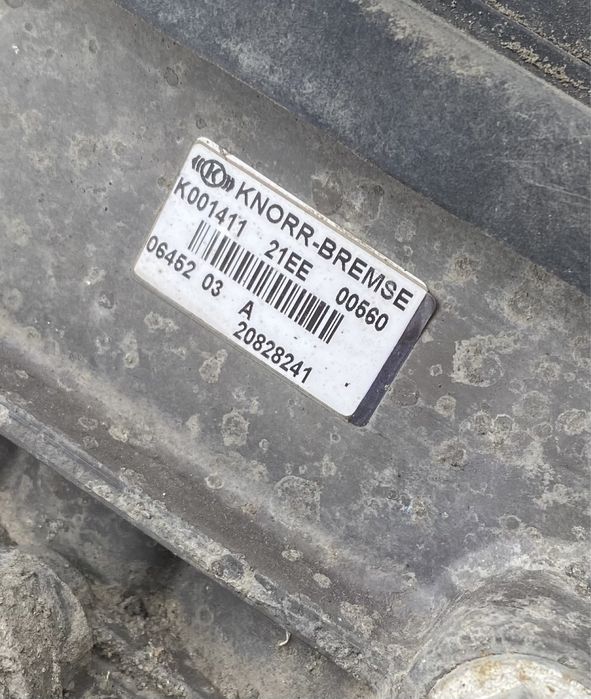 ((K)) KNORR-BREMSE
K001411 21EE 00560
06452 03 A
20828241